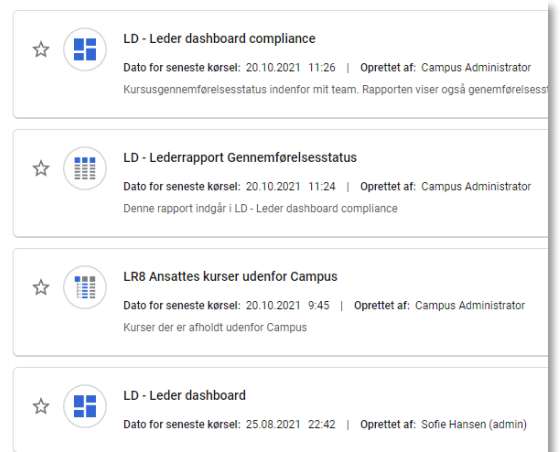 LD - Leder dashboard compliance
Dato for seneste kørsel: 20.10.2021 11:26 | Oprettet af: Campus Administrator
Kursusgennemførelsesstatus indenfor mit team. Rapporten viser også genemførelsesst
LD - Lederrapport Gennemførelsesstatus
Dato for seneste kørsel: 20.10.2021 11:24 | Oprettet af: Campus Administrator
Denne rapport indgår i LD - Leder dashboard compliance
LR8 Ansattes kurser udenfor Campus
Dato for seneste kørsel: 20.10.2021 9:45 | Oprettet af: Campus Administrator
Kurser der er afholdt udenfor Campus
LD - Leder dashboard
Dato for seneste kørsel: 25.08.2021 22:42 | Oprettet af: Sofie Hansen (admin)